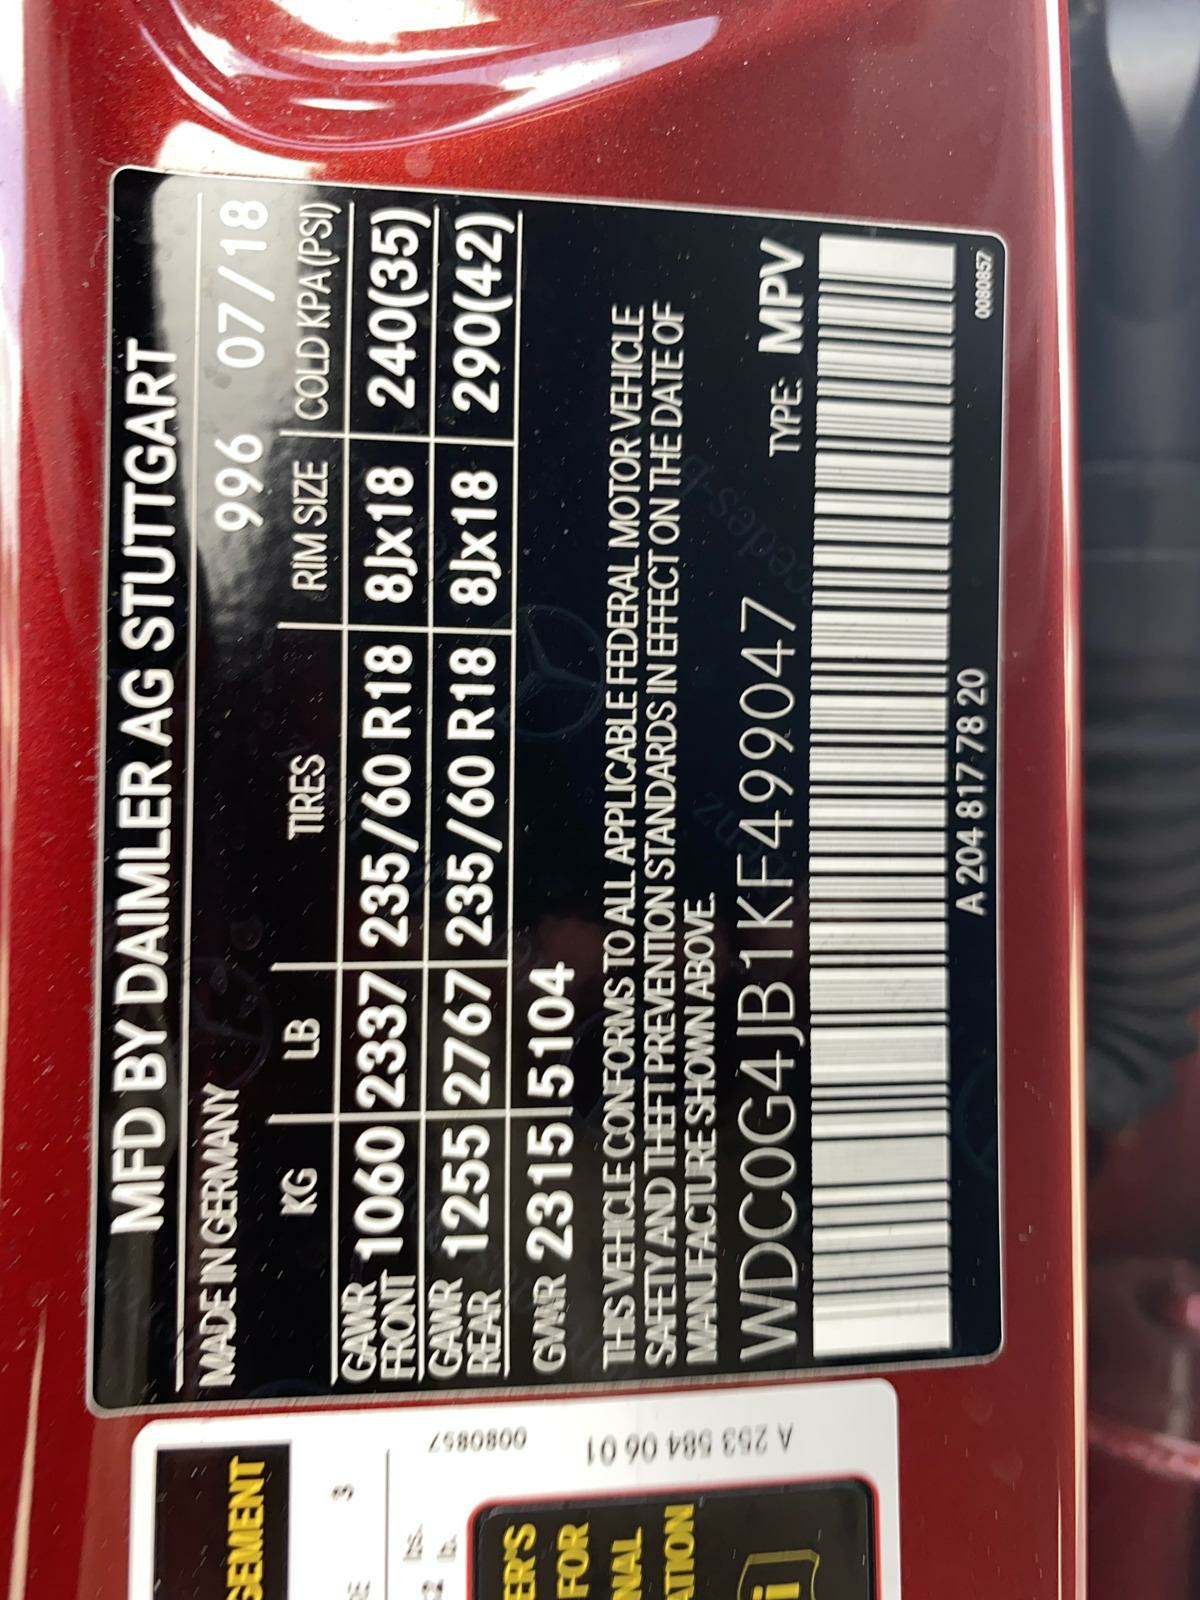 MFD BY DAIMLER AG STUTTGART
MADE IN GERMANY 996 07/18
KG LB TIRES RIM SIZE COLD KPA (PSI)
GAWR FRONT 1060 2337 235/60 R18 8Jx18 240(35)
GAWR REAR 1255 2767 235/60 R18 8Jx18 290(42)
GVWR 2315 5104
THIS VEHICLE CONFORMS TO ALL APPLICABLE FEDERAL MOTOR VEHICLE
SAFETY AND THEFT PREVENTION STANDARDS IN EFFECT ON THE DATE OF
MANUFACTURE SHOWN ABOVE.
WDC0G4JB1KF499047 TYPE: MPV
A 204 817 78 20
0080857
0080857
A 253 584 06 01
3
FOR
i